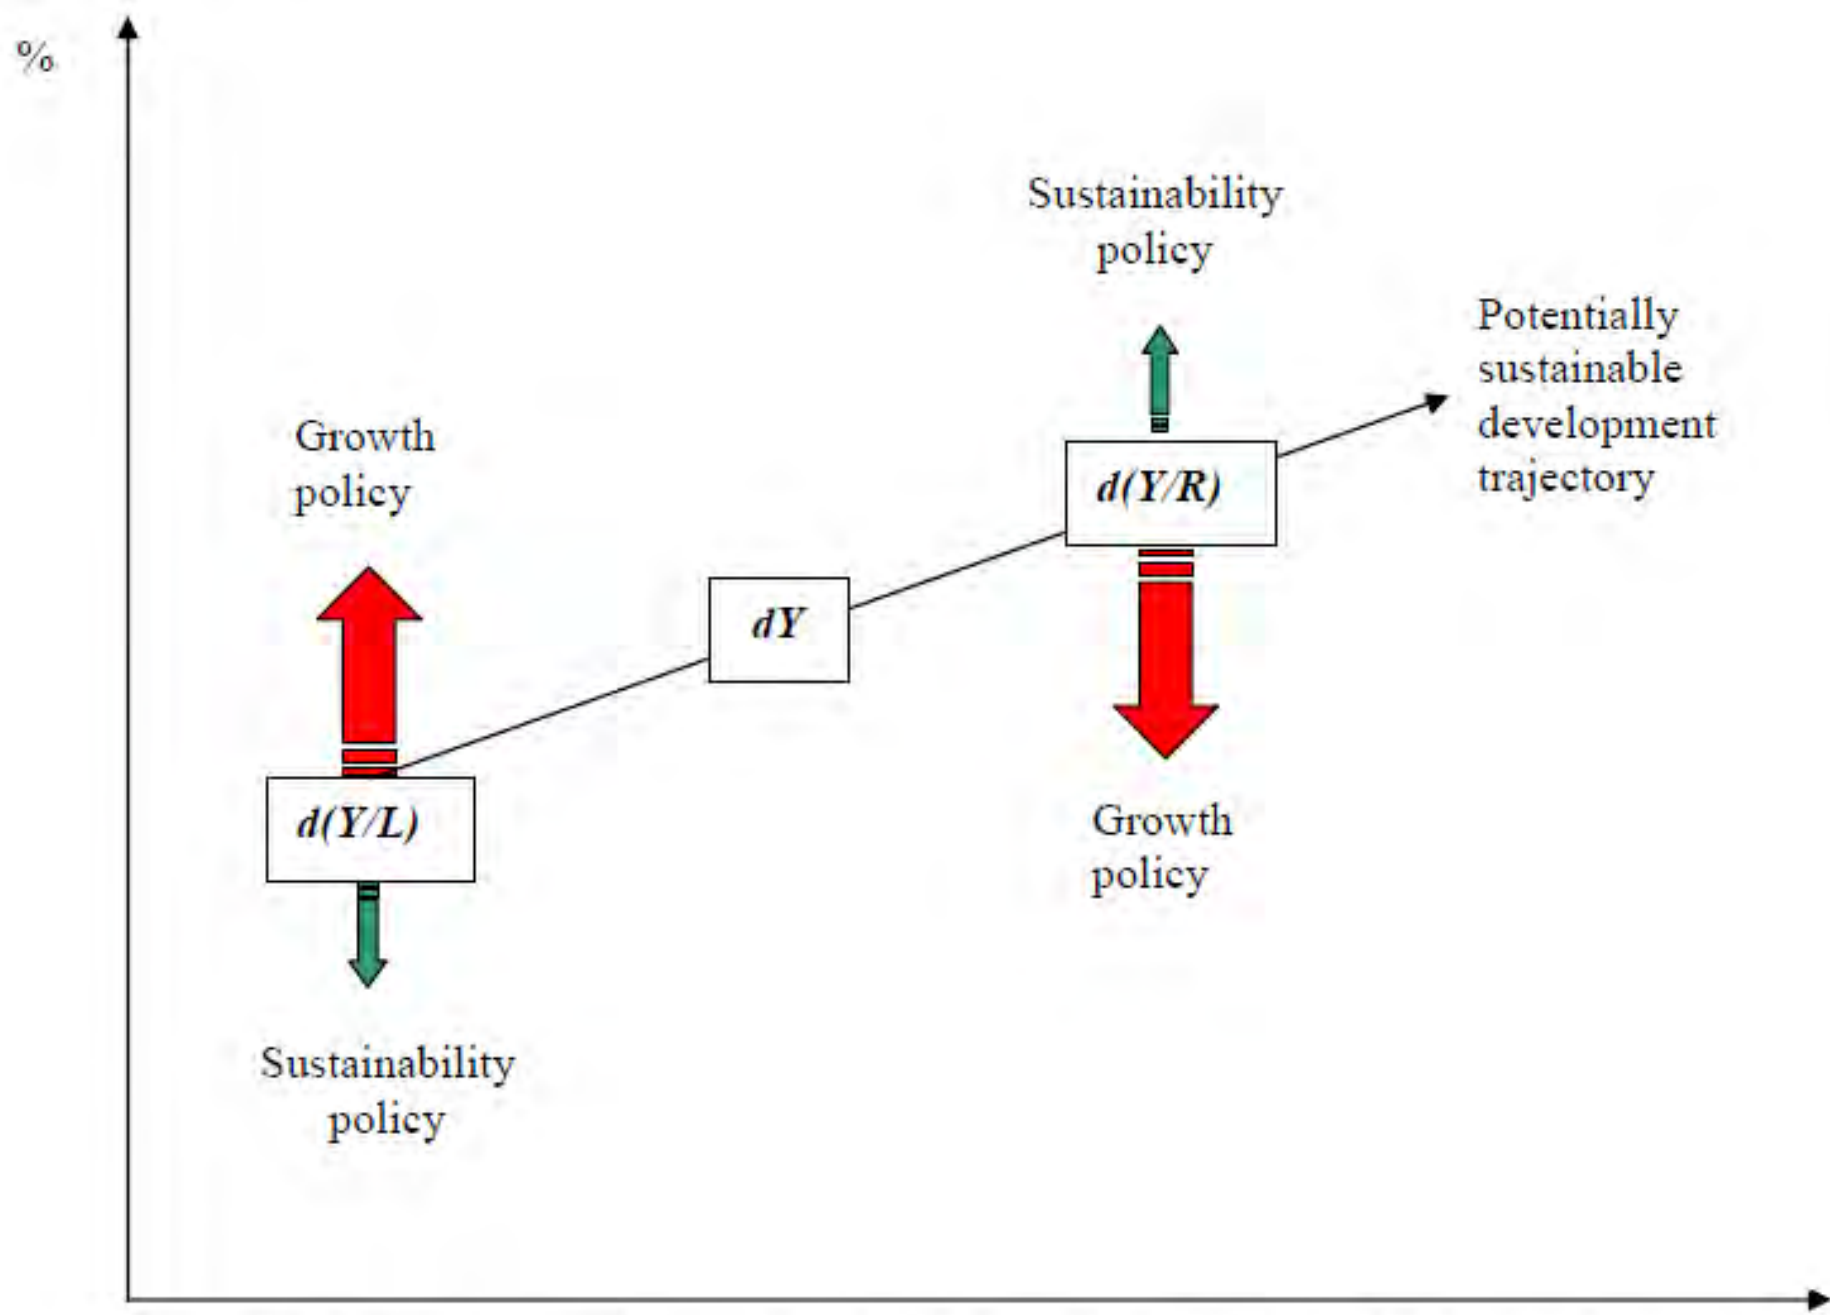 %
Sustainability
policy
Potentially
sustainable
development
trajectory
Growth
policy
d(Y/R)
dY
d(Y/L)
Growth
policy
Sustainability
policy